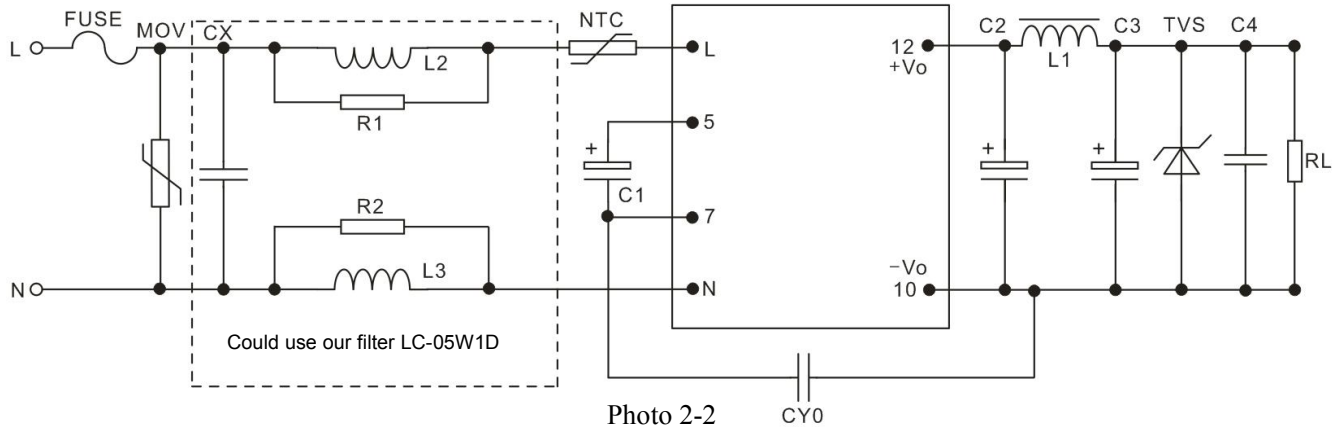 FUSE
MOV
CX
L
L2
R1
NTC
L
12
+Vo
C2
L1
C3
TVS
C4
5
+
C1
+
+
RL
7
R2
L3
N
N
-Vo
10
Could use our filter LC-05W1D
Photo 2-2
CY0